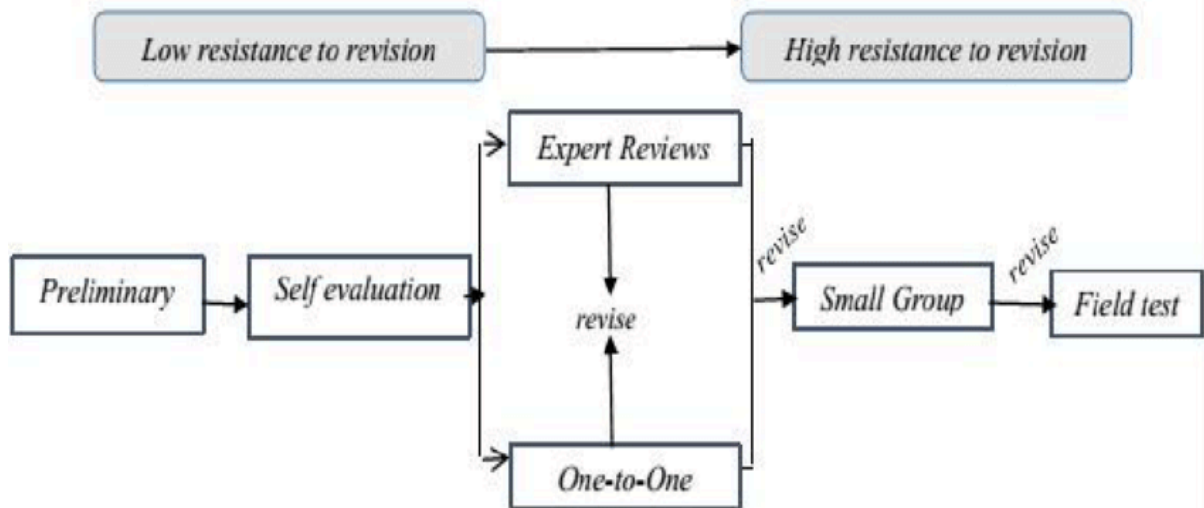 Low resistance to revision
High resistance to revision
Expert Reviews
Preliminary
Self evaluation
revise
revise
Small Group
revise
Field test
One-to-One